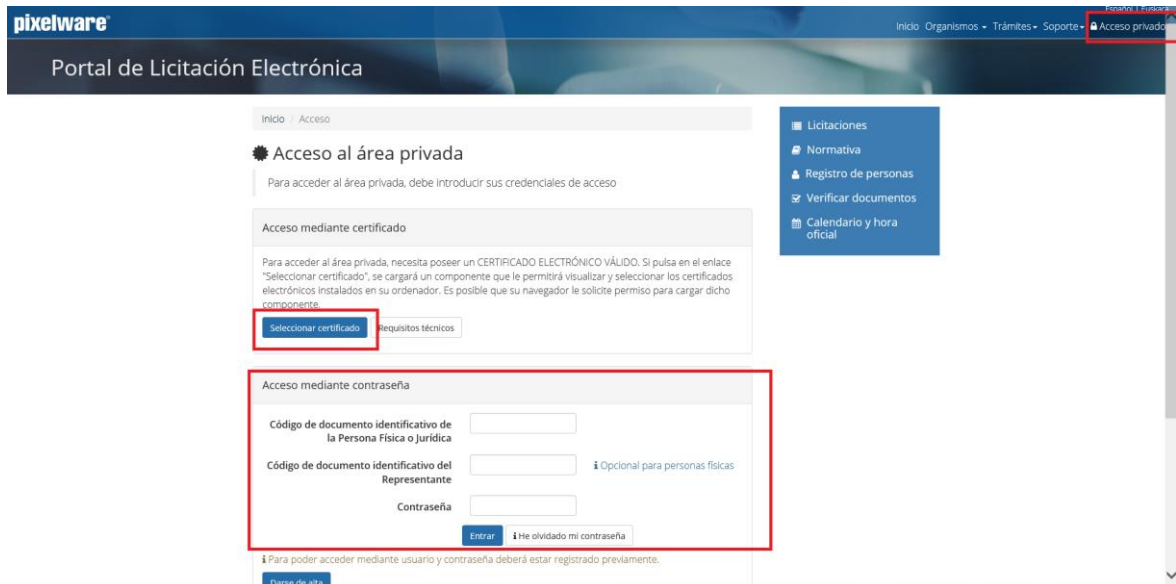 Español | Euskara
pixelware
Inicio Organismos Trámites Soporte Acceso privado
Portal de Licitación Electrónica
Inicio / Acceso
Acceso al área privada
Para acceder al área privada, debe introducir sus credenciales de acceso
Acceso mediante certificado
Para acceder al área privada, necesita poseer un CERTIFICADO ELECTRÓNICO VÁLIDO. Si pulsa en el enlace
"Seleccionar certificado", se cargará un componente que le permitirá visualizar y seleccionar los certificados
electrónicos instalados en su ordenador. Es posible que su navegador le solicite permiso para cargar dicho
componente.
Seleccionar certificado Requisitos técnicos
Acceso mediante contraseña
Código de documento identificativo de
la Persona Física o Jurídica
Código de documento identificativo del
Representante
Opcional para personas físicas
Contraseña
Entrar He olvidado mi contraseña
Para poder acceder mediante usuario y contraseña deberá estar registrado previamente.
Darse de alta
Licitaciones
Normativa
Registro de personas
Verificar documentos
Calendario y hora
oficial